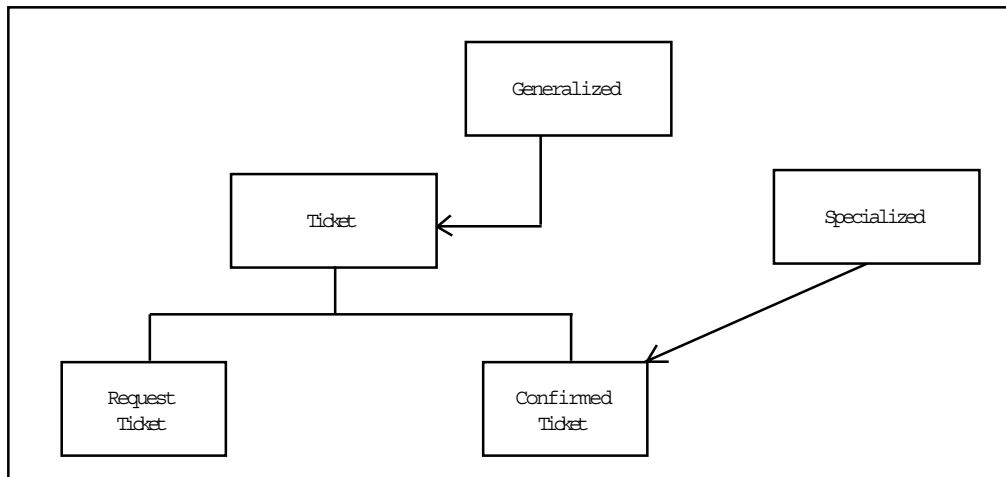 Generalized
Ticket
Specialized
Request
Ticket
Confirmed
Ticket